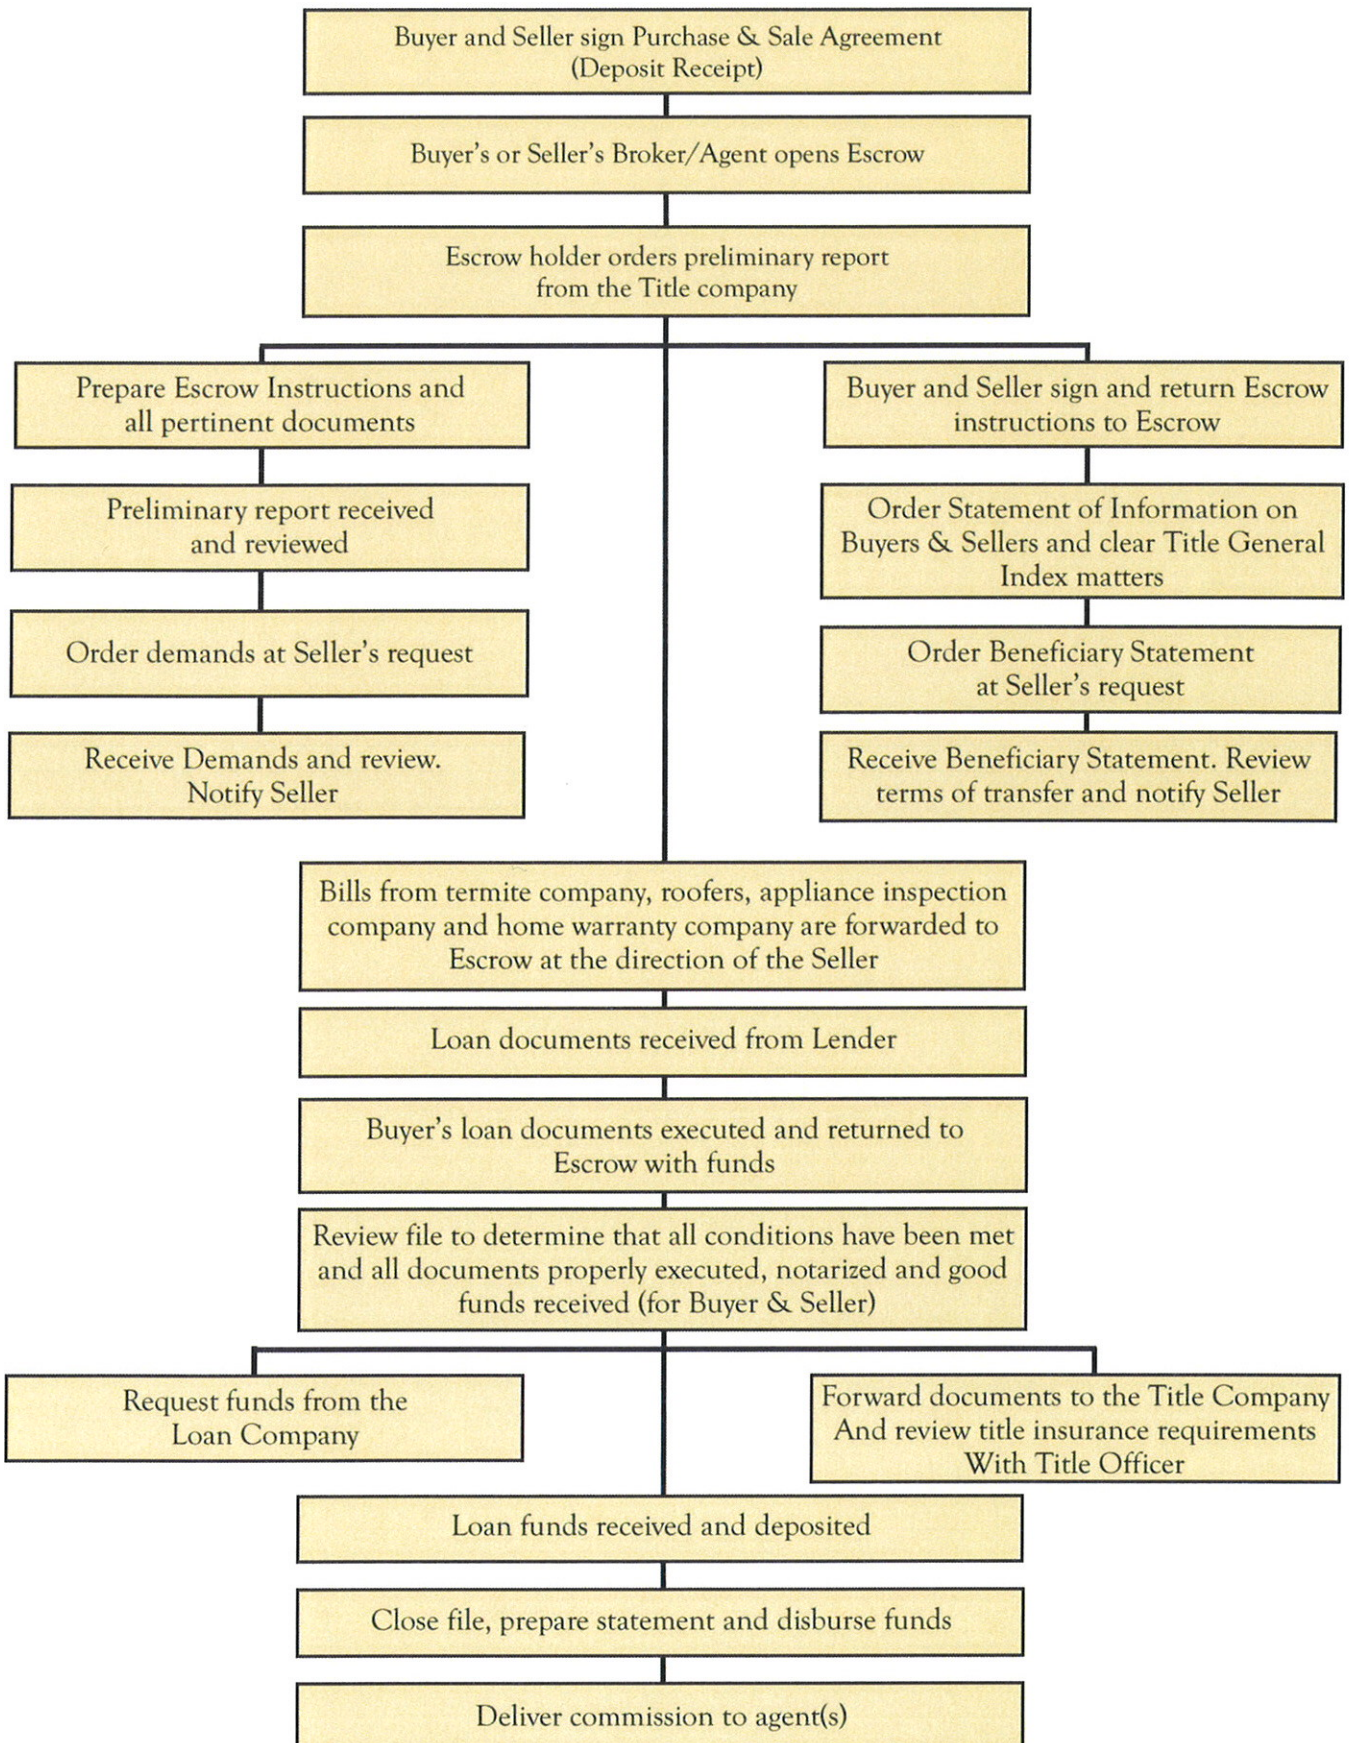 Buyer and Seller sign Purchase & Sale Agreement
(Deposit Receipt)
Buyer's or Seller's Broker/Agent opens Escrow
Escrow holder orders preliminary report
from the Title company
Prepare Escrow Instructions and
all pertinent documents
Preliminary report received
and reviewed
Order demands at Seller's request
Receive Demands and review.
Notify Seller
Buyer and Seller sign and return Escrow
instructions to Escrow
Order Statement of Information on
Buyers & Sellers and clear Title General
Index matters
Order Beneficiary Statement
at Seller's request
Receive Beneficiary Statement. Review
terms of transfer and notify Seller
Bills from termite company, roofers, appliance inspection
company and home warranty company are forwarded to
Escrow at the direction of the Seller
Loan documents received from Lender
Buyer's loan documents executed and returned to
Escrow with funds
Review file to determine that all conditions have been met
and all documents properly executed, notarized and good
funds received (for Buyer & Seller)
Request funds from the
Loan Company
Forward documents to the Title Company
And review title insurance requirements
With Title Officer
Loan funds received and deposited
Close file, prepare statement and disburse funds
Deliver commission to agent(s)